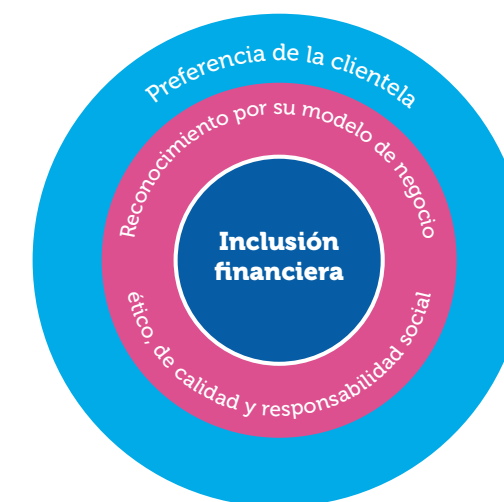 Preferencia de la clientela
Reconocimiento por su modelo de negocio
ético, de calidad y responsabilidad social
Inclusión
financiera